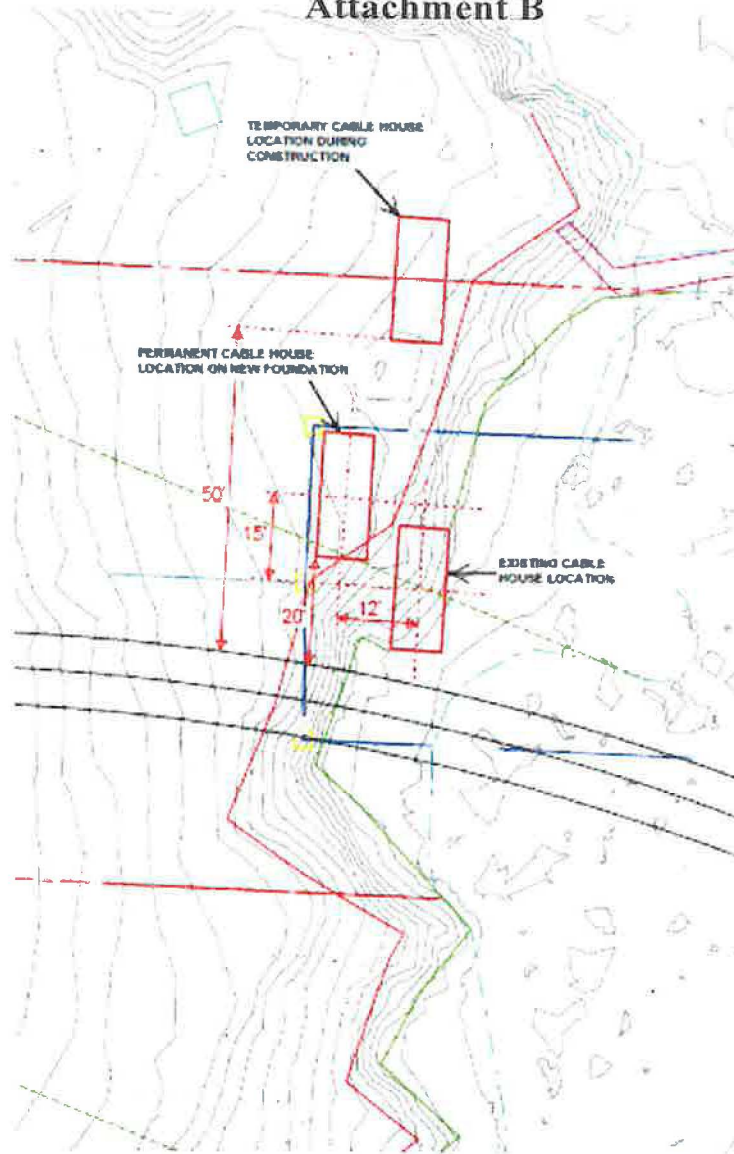 Attachment B
TEMPORARY CABLE HOUSE
LOCATION DURING
CONSTRUCTION
PERMANENT CABLE HOUSE
LOCATION ON NEW FOUNDATION
50'
15'
EXISTING CABLE
HOUSE LOCATION
20'
12'